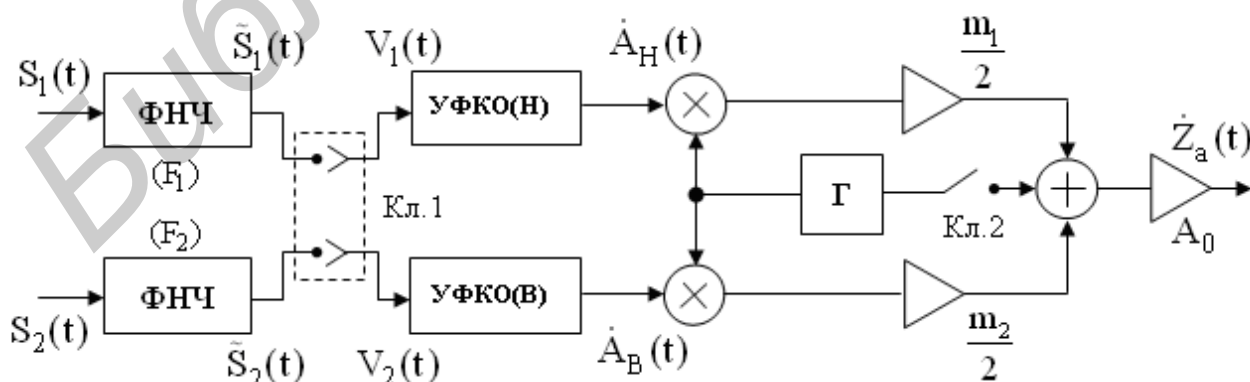 Библ
S₁(t)
ФНЧ
(F₁)
S̃₁(t)
V₁(t)
УФКО(Н)
Ȧ_Н(t)
m₁/2
Кл.1
Г
Кл.2
Ż_a(t)
A₀
(F₂)
S₂(t)
ФНЧ
S̃₂(t)
V₂(t)
УФКО(В)
Ȧ_В(t)
m₂/2